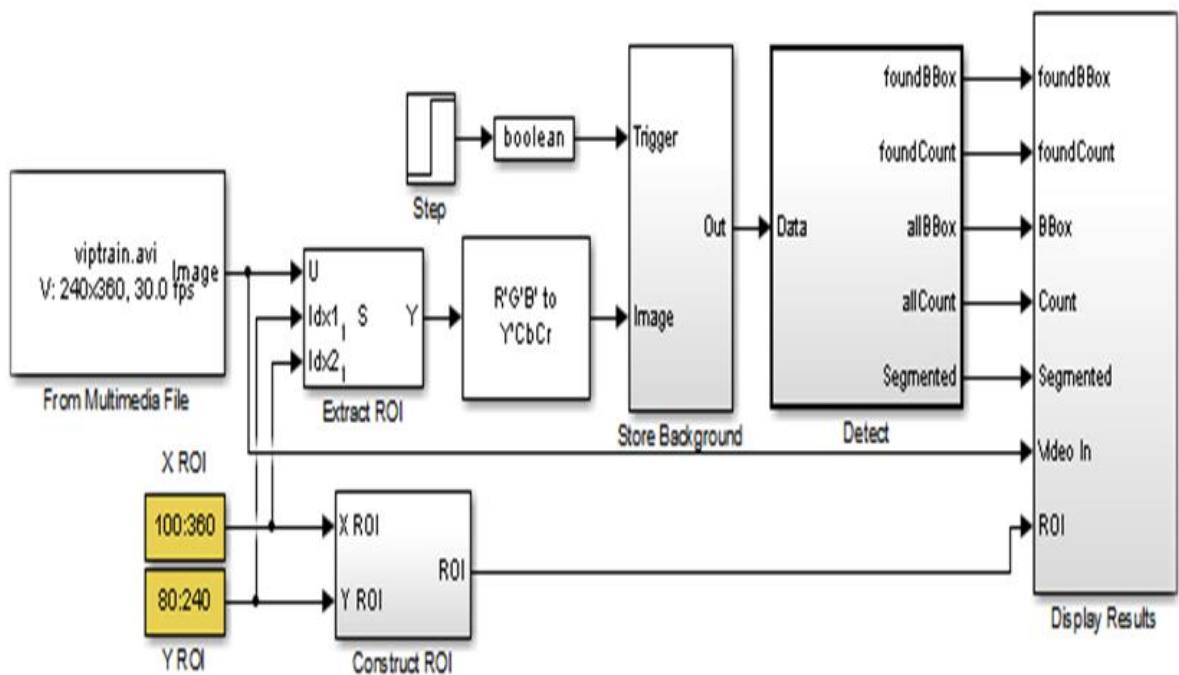 viptrain.avi
V: 240x360, 30.0 fps
Image
From Multimedia File
X ROI
100:360
80:240
Y ROI
Step
boolean
U
Idx1
I
S
Y
Idx2
I
Extract ROI
R'G'B' to
Y'CbCr
X ROI
Y ROI
ROI
Construct ROI
Trigger
Image
Out
Store Background
Data
foundBBox
foundCount
allBBox
allCount
Segmented
Detect
foundBBox
foundCount
BBox
Count
Segmented
Video In
ROI
Display Results